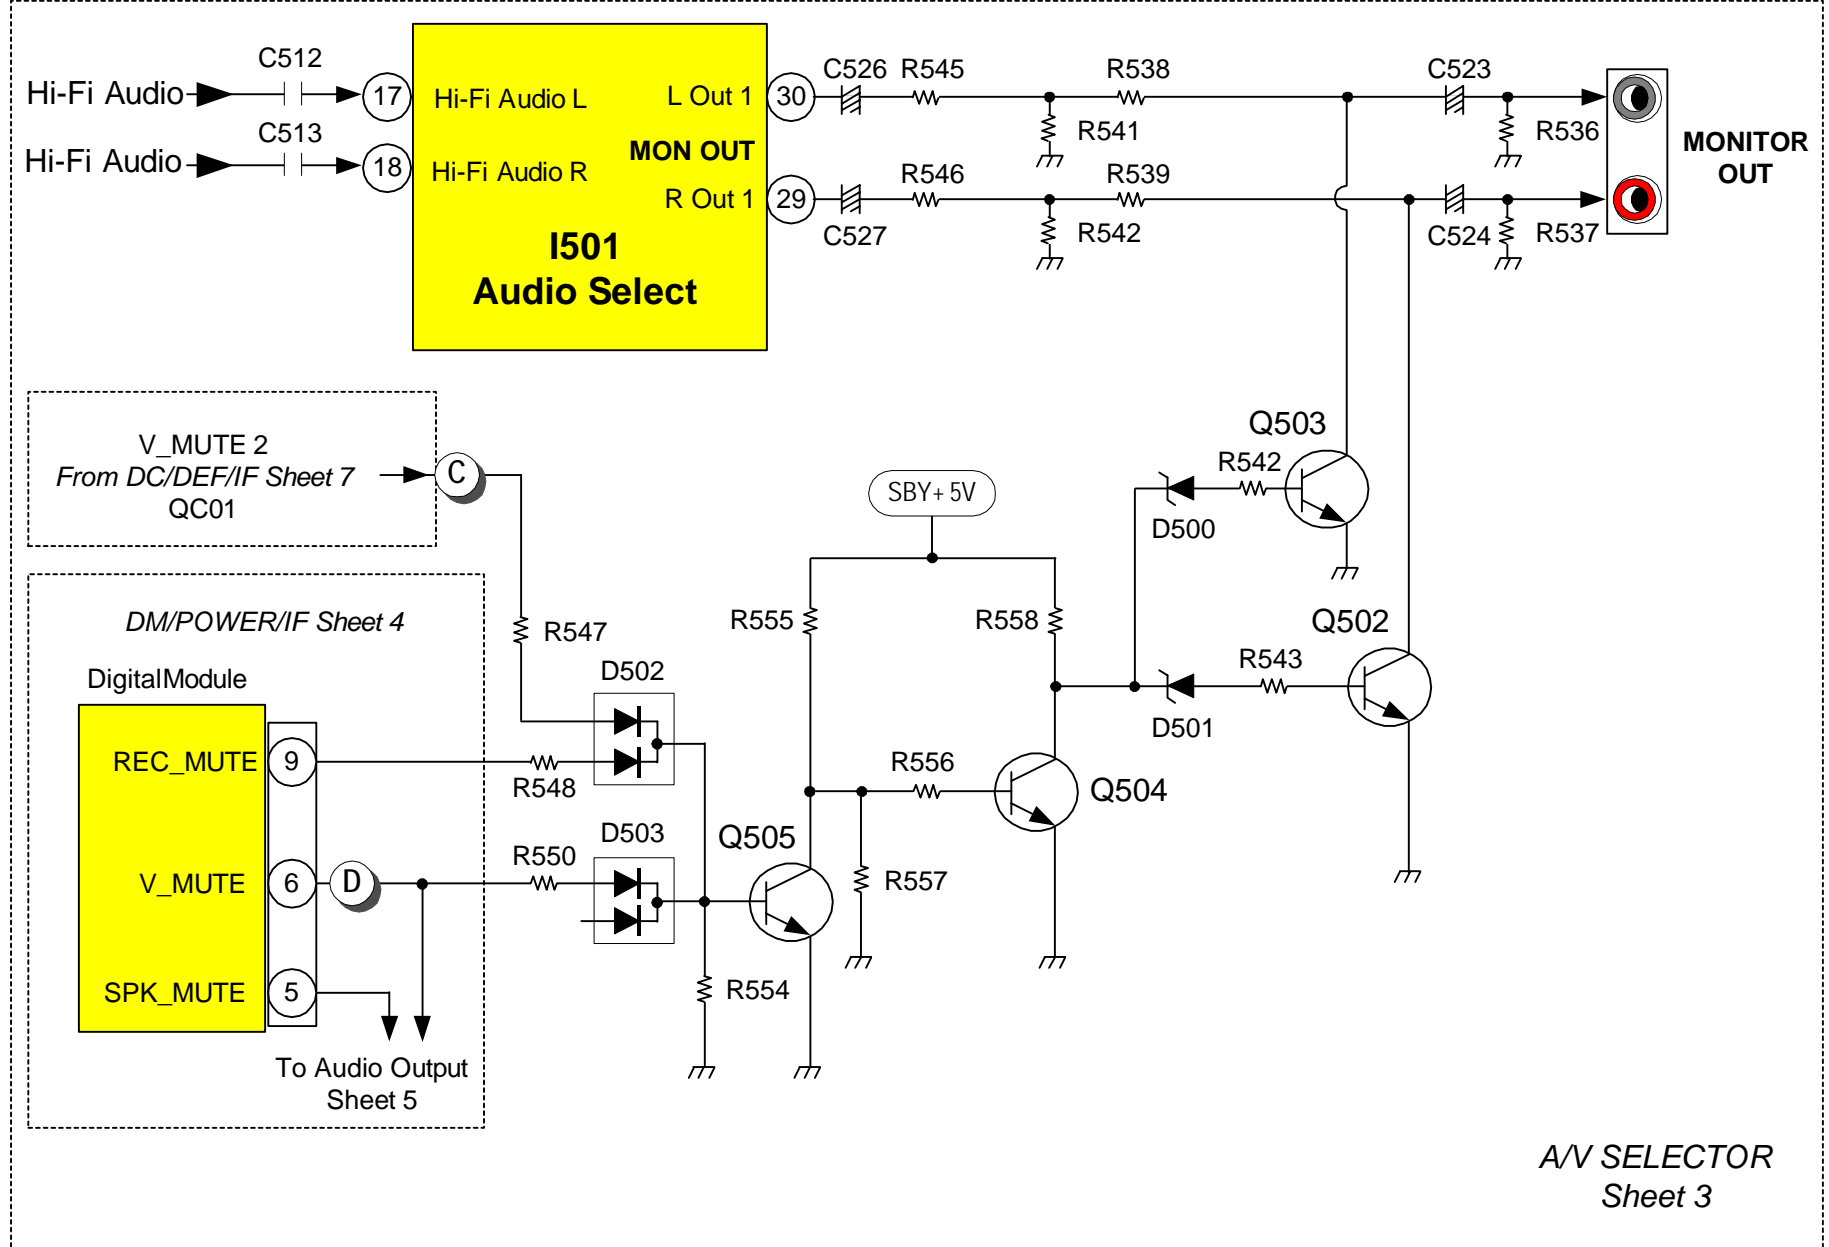 C512
Hi-Fi Audio
17
Hi-Fi Audio L
L Out 1
30
C526
R545
R538
C523
R541
R536
C513
Hi-Fi Audio
18
Hi-Fi Audio R
MON OUT
R Out 1
29
C527
R546
R539
R542
C524
R537
MONITOR
OUT
I501
Audio Select
V_MUTE 2
From DC/DEF/IF Sheet 7
QC01
C
SBY+ 5V
Q503
R542
D500
DM/POWER/IF Sheet 4
R547
R555
R558
Q502
R543
D501
DigitalModule
D502
REC_MUTE
9
R548
R556
Q504
D503
Q505
R550
V_MUTE
6
D
R557
SPK_MUTE
5
R554
To Audio Output
Sheet 5
A/V SELECTOR
Sheet 3